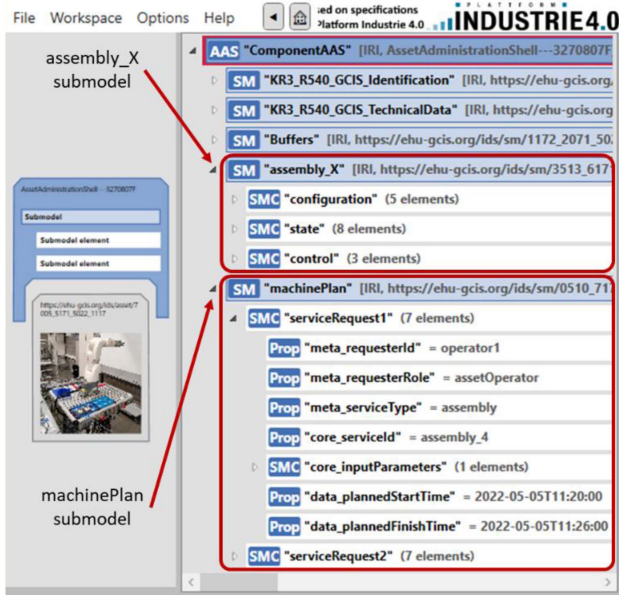 File Workspace Options Help
ed on specifications
Platform Industrie 4.0
PLATTFORM
INDUSTRIE4.0
assembly_X
submodel
AAS "ComponentAAS" [IRI, AssetAdministrationShell---3270807F
SM "KR3_R540_GCIS_Identification" [IRI, https://ehu-gcis.org/
SM "KR3_R540_GCIS_TechnicalData" [IRI, https://ehu-gcis.org
SM "Buffers" [IRI, https://ehu-gcis.org/ids/sm/1172_2071_50
SM "assembly_X" [IRI, https://ehu-gcis.org/ids/sm/3513_617
SMC "configuration" (5 elements)
SMC "state" (8 elements)
SMC "control" (3 elements)
SM "machinePlan" [IRI, https://ehu-gcis.org/ids/sm/0510_717
SMC "serviceRequest1" (7 elements)
Prop "meta_requesterId" = operator1
Prop "meta_requesterRole" = assetOperator
Prop "meta_serviceType" = assembly
Prop "core_serviceId" = assembly_4
SMC "core_inputParameters" (1 elements)
Prop "data_plannedStartTime" = 2022-05-05T11:20:00
Prop "data_plannedFinishTime" = 2022-05-05T11:26:00
SMC "serviceRequest2" (7 elements)
AssetAdministrationShell---3270807F
Submodel
Submodel element
Submodel element
https://ehu-gcis.org/ids/asset/7
005_5171_5022_1117
machinePlan
submodel